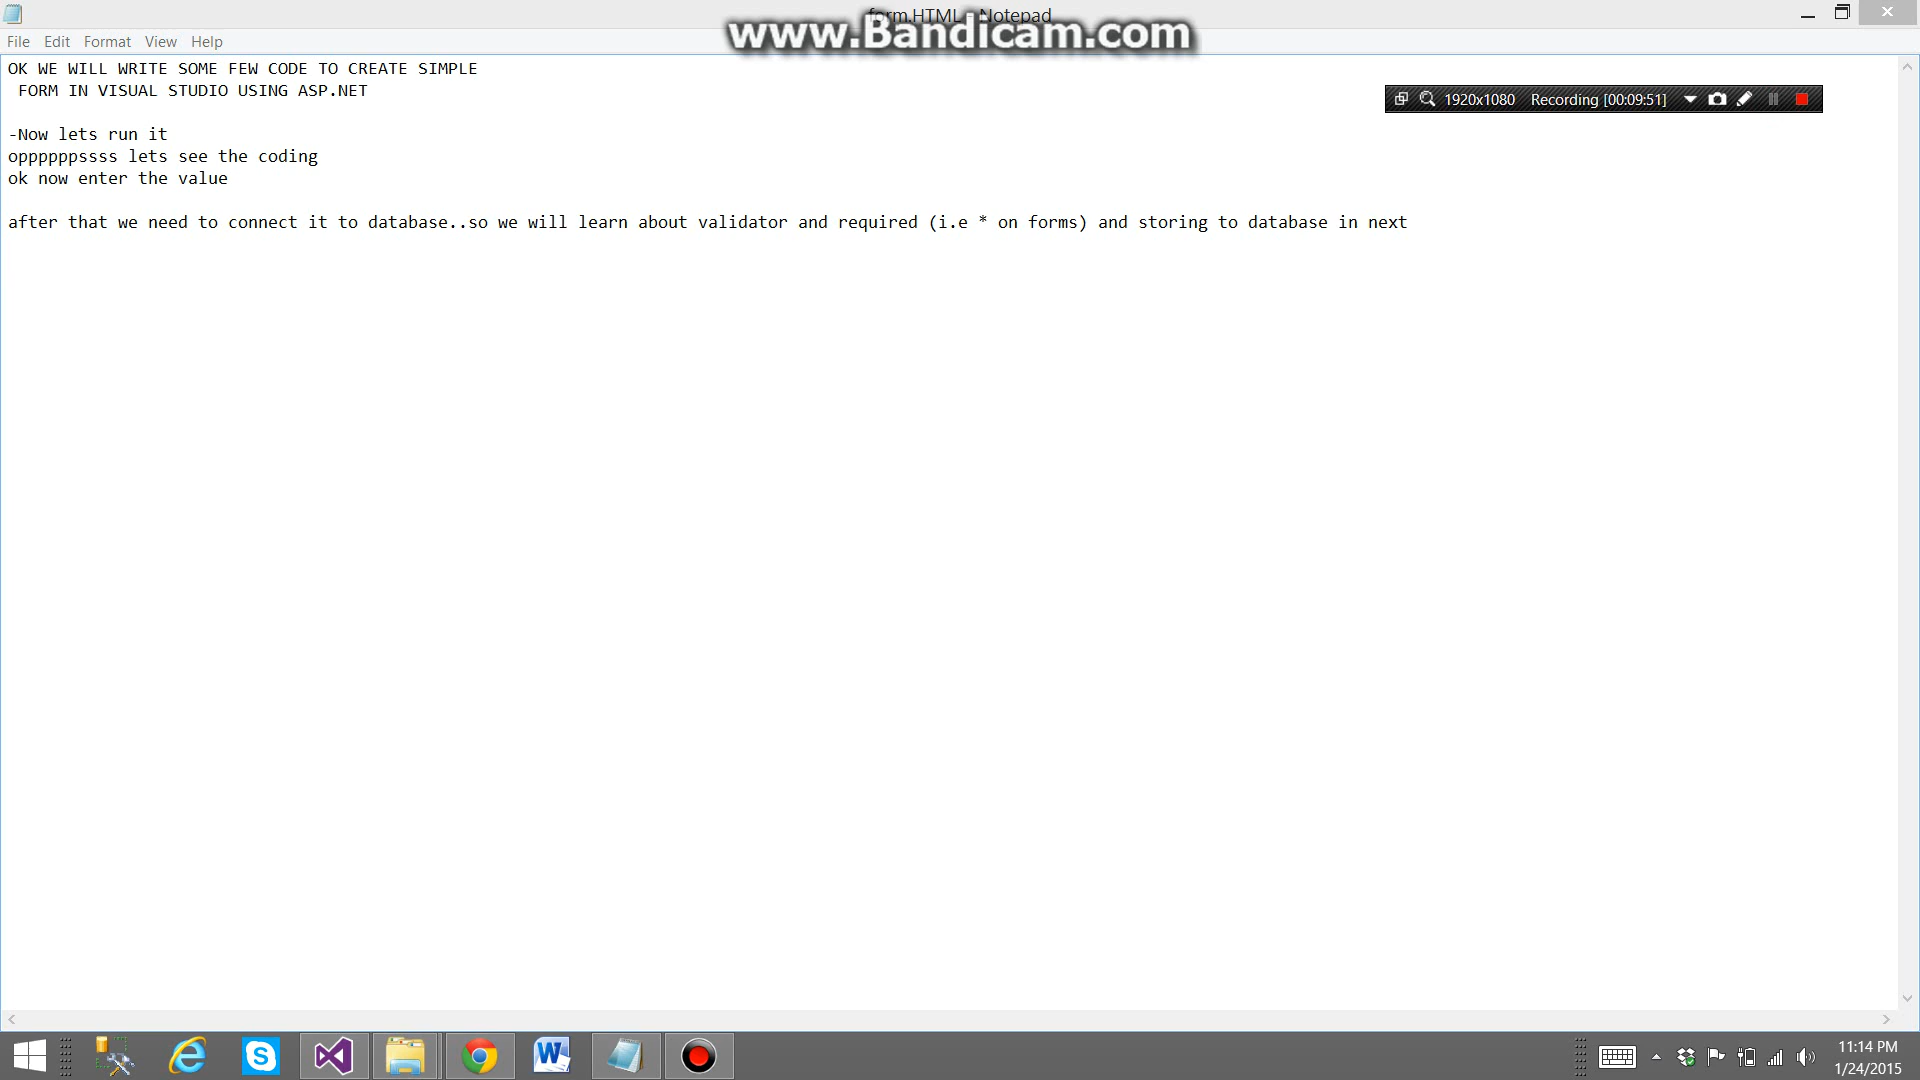 form.HTML - Notepad
www.Bandicam.com
File Edit Format View Help
OK WE WILL WRITE SOME FEW CODE TO CREATE SIMPLE
FORM IN VISUAL STUDIO USING ASP.NET
1920x1080 Recording [00:09:51]
-Now lets run it
oppppppssss lets see the coding
ok now enter the value
after that we need to connect it to database..so we will learn about validator and required (i.e * on forms) and storing to database in next
11:14 PM
1/24/2015